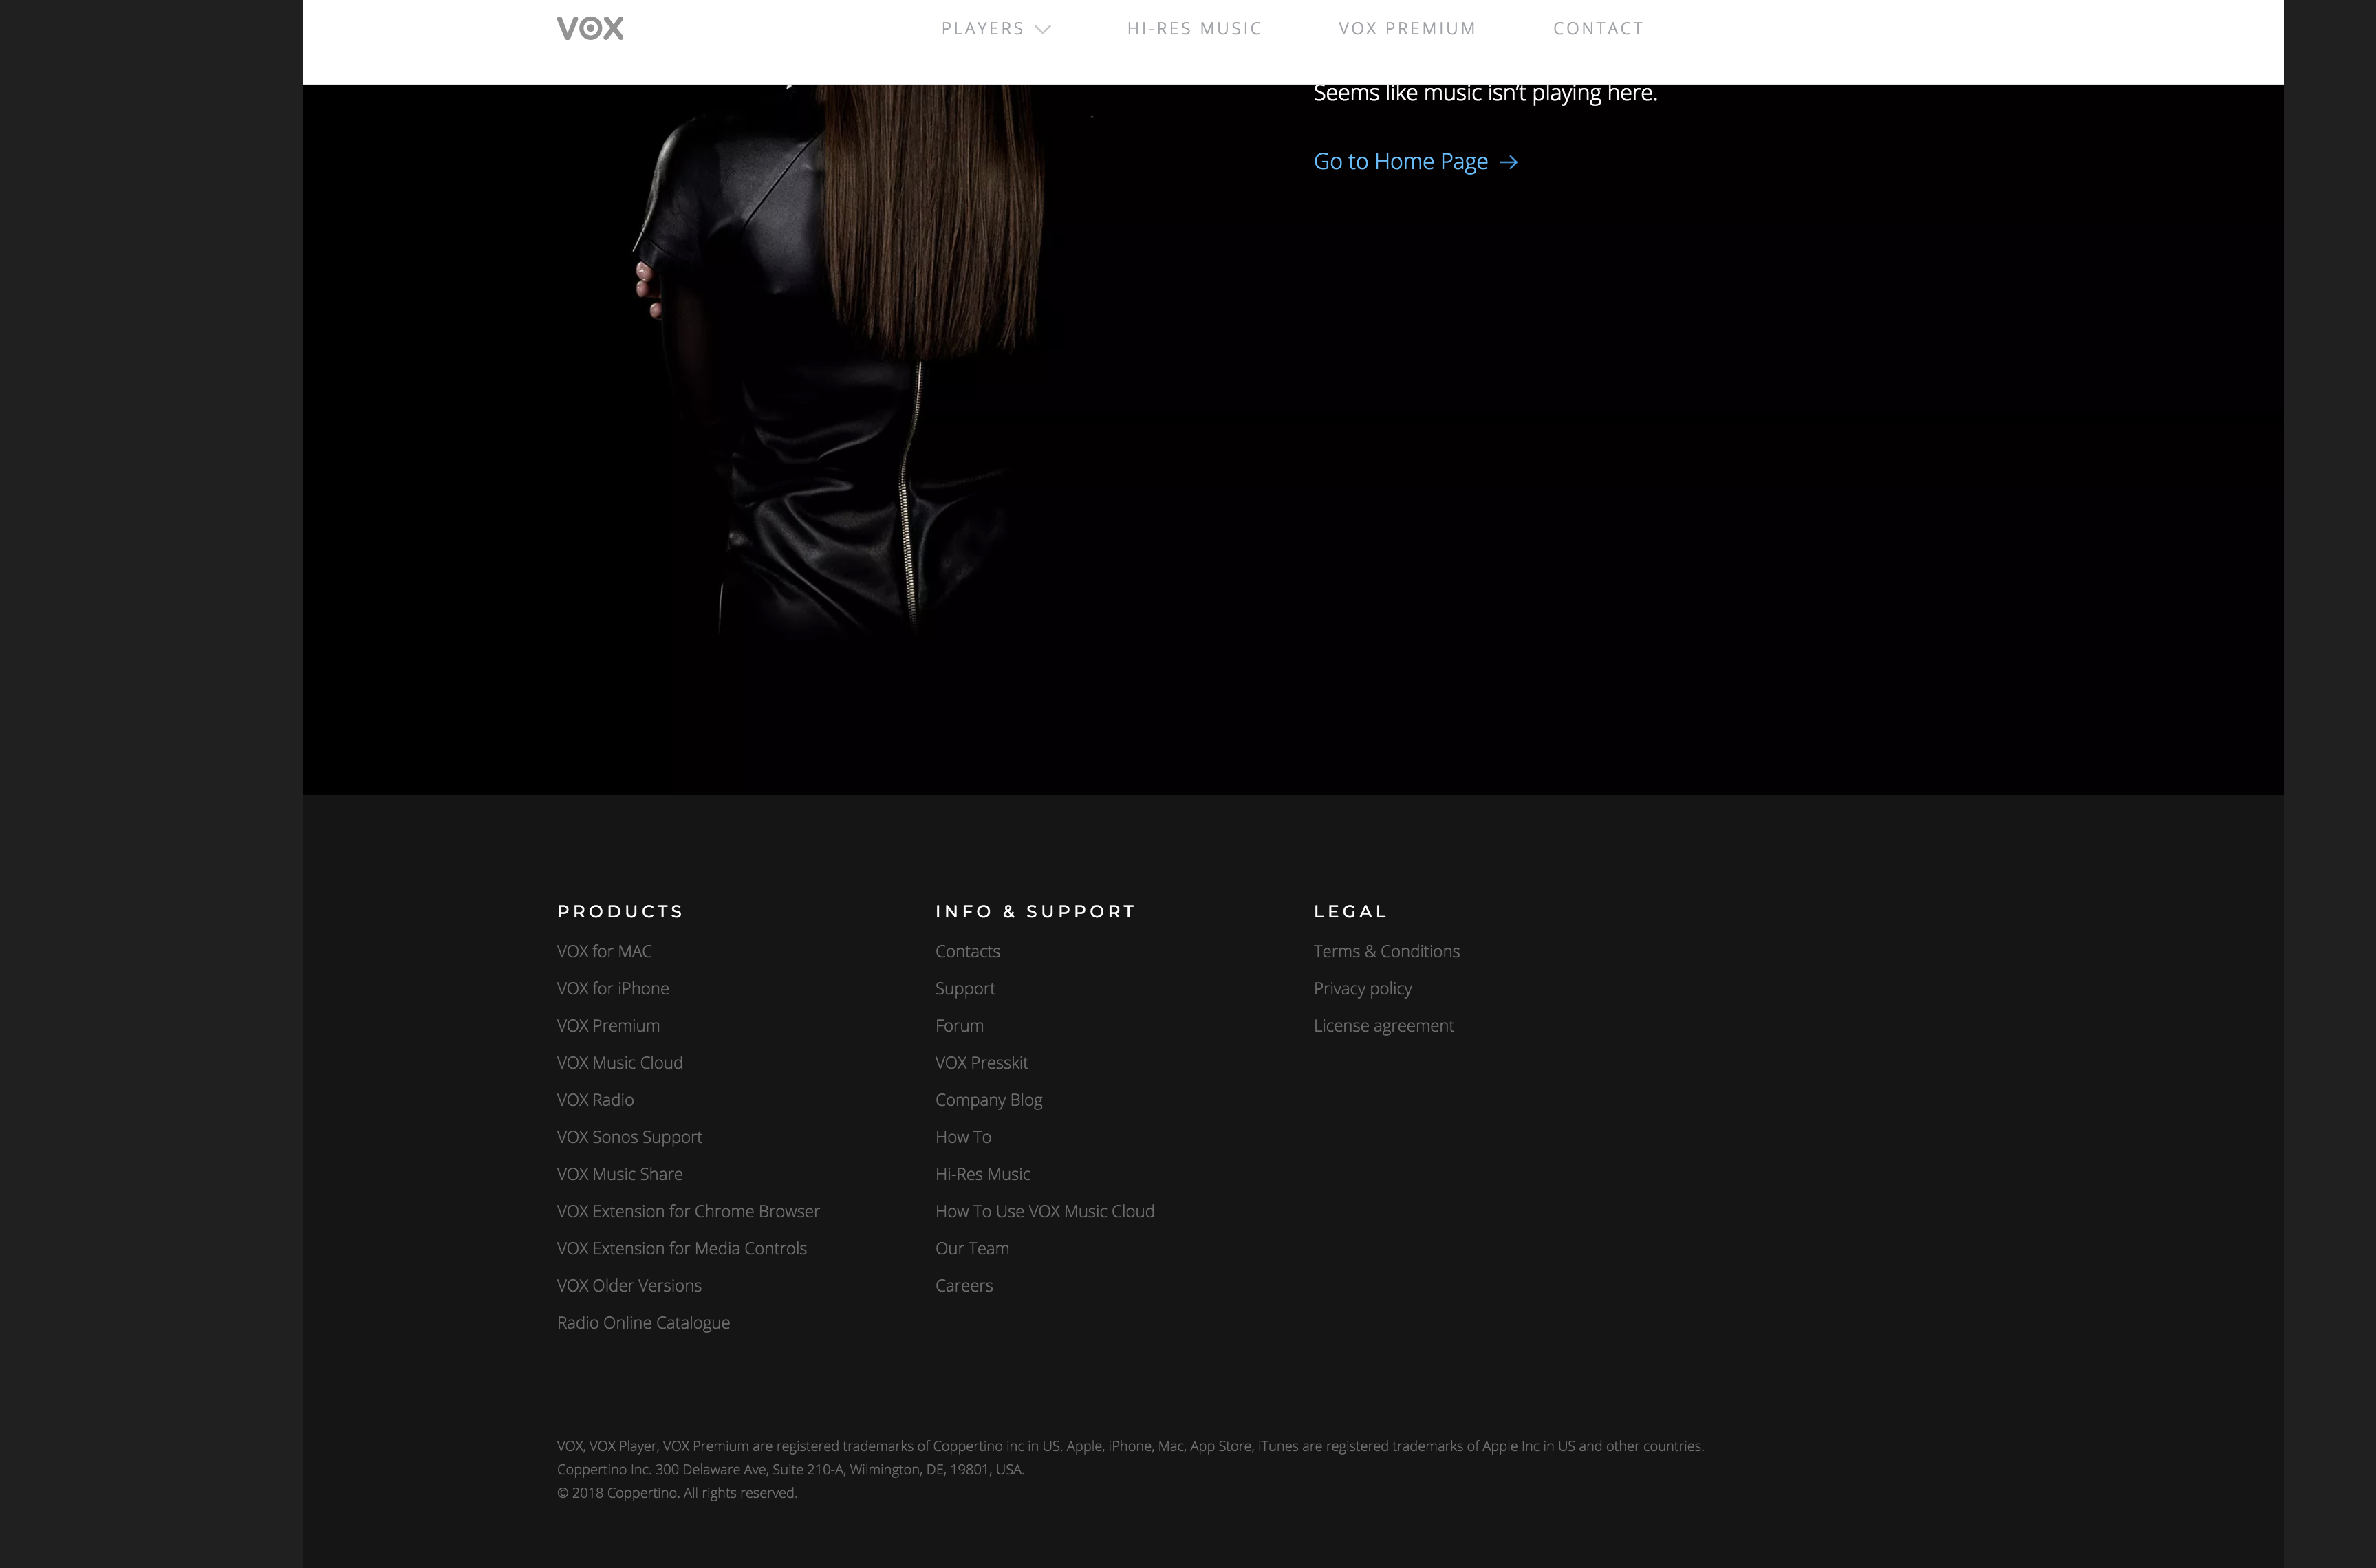 VOX
PLAYERS
HI-RES MUSIC
VOX PREMIUM
CONTACT
Seems like music isn't playing here.
Go to Home Page →
PRODUCTS
VOX for MAC
VOX for iPhone
VOX Premium
VOX Music Cloud
VOX Radio
VOX Sonos Support
VOX Music Share
VOX Extension for Chrome Browser
VOX Extension for Media Controls
VOX Older Versions
Radio Online Catalogue
INFO & SUPPORT
Contacts
Support
Forum
VOX Presskit
Company Blog
How To
Hi-Res Music
How To Use VOX Music Cloud
Our Team
Careers
LEGAL
Terms & Conditions
Privacy policy
License agreement
VOX, VOX Player, VOX Premium are registered trademarks of Coppertino inc in US. Apple, iPhone, Mac, App Store, iTunes are registered trademarks of Apple Inc in US and other countries.
Coppertino Inc. 300 Delaware Ave, Suite 210-A, Wilmington, DE, 19801, USA.
© 2018 Coppertino. All rights reserved.